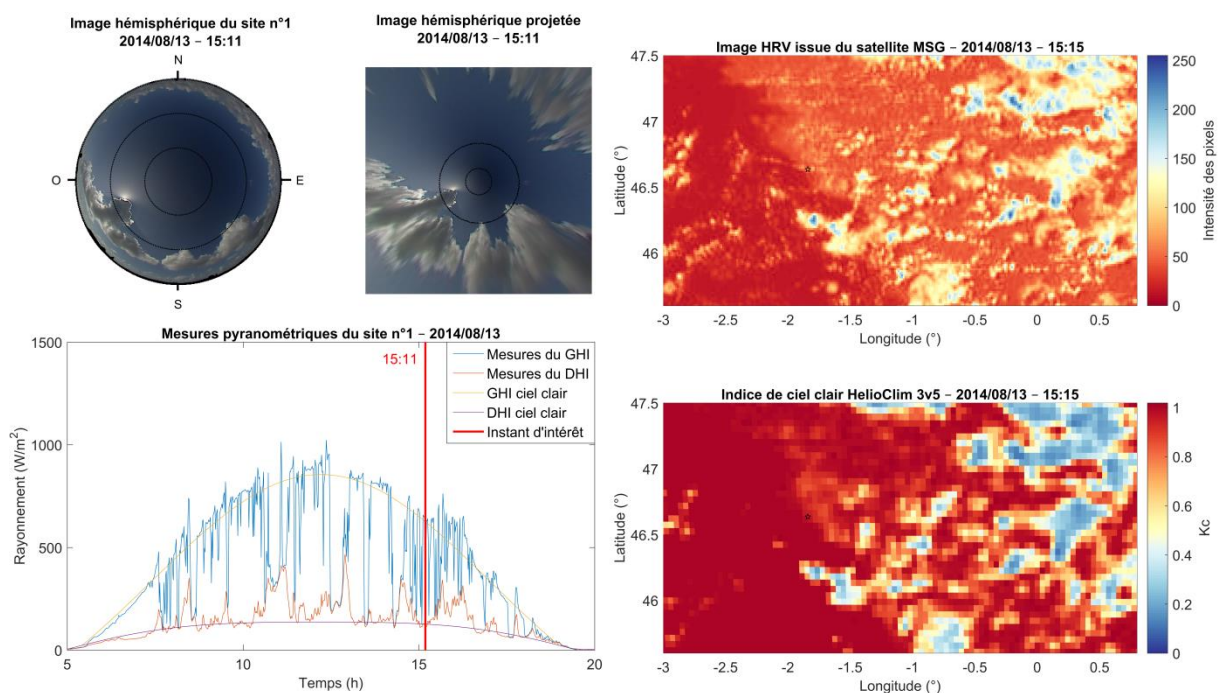 Image hémisphérique du site n°1
2014/08/13 – 15:11
N
O
E
S
Image hémisphérique projetée
2014/08/13 – 15:11
Image HRV issue du satellite MSG – 2014/08/13 – 15:15
47.5
47
46.5
46
Latitude (°)
-3
-2.5
-2
-1.5
-1
-0.5
0
0.5
Longitude (°)
250
200
150
100
50
0
Intensité des pixels
Mesures pyranométriques du site n°1 – 2014/08/13
1500
1000
500
0
Rayonnement (W/m²)
15:11
Mesures du GHI
Mesures du DHI
GHI ciel clair
DHI ciel clair
Instant d'intérêt
5
10
15
20
Temps (h)
Indice de ciel clair HelioClim 3v5 – 2014/08/13 – 15:15
47.5
47
46.5
46
Latitude (°)
-3
-2.5
-2
-1.5
-1
-0.5
0
0.5
Longitude (°)
1
0.8
0.6
0.4
0.2
0
Kc